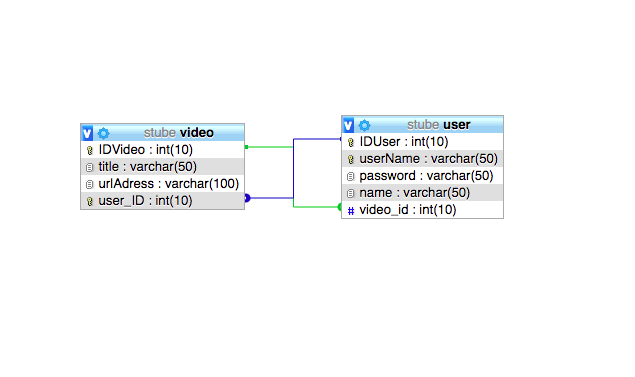 v stube video
IDVideo : int(10)
title : varchar(50)
urlAdress : varchar(100)
user_ID : int(10)
v stube user
IDUser : int(10)
userName : varchar(50)
password : varchar(50)
name : varchar(50)
# video_id : int(10)